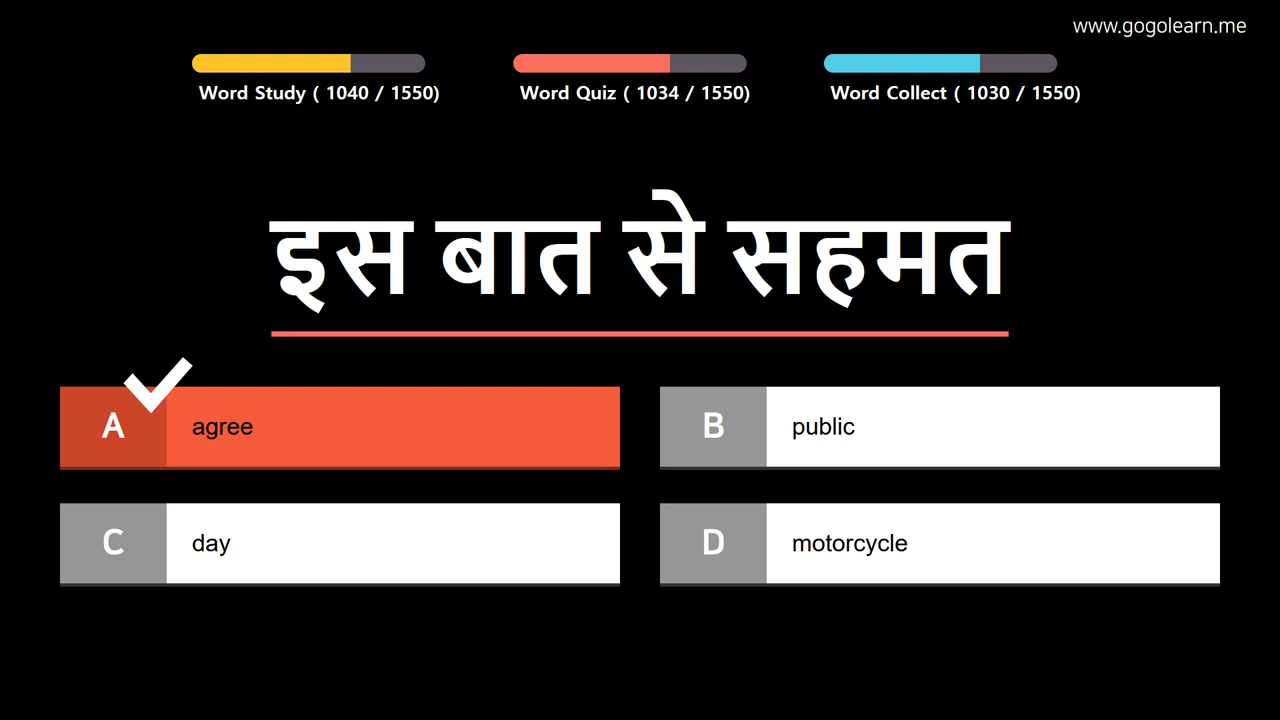 www.gogolearn.me
Word Study ( 1040 / 1550)
Word Quiz ( 1034 / 1550)
Word Collect ( 1030 / 1550)
इस बात से सहमत
A agree
B public
C day
D motorcycle